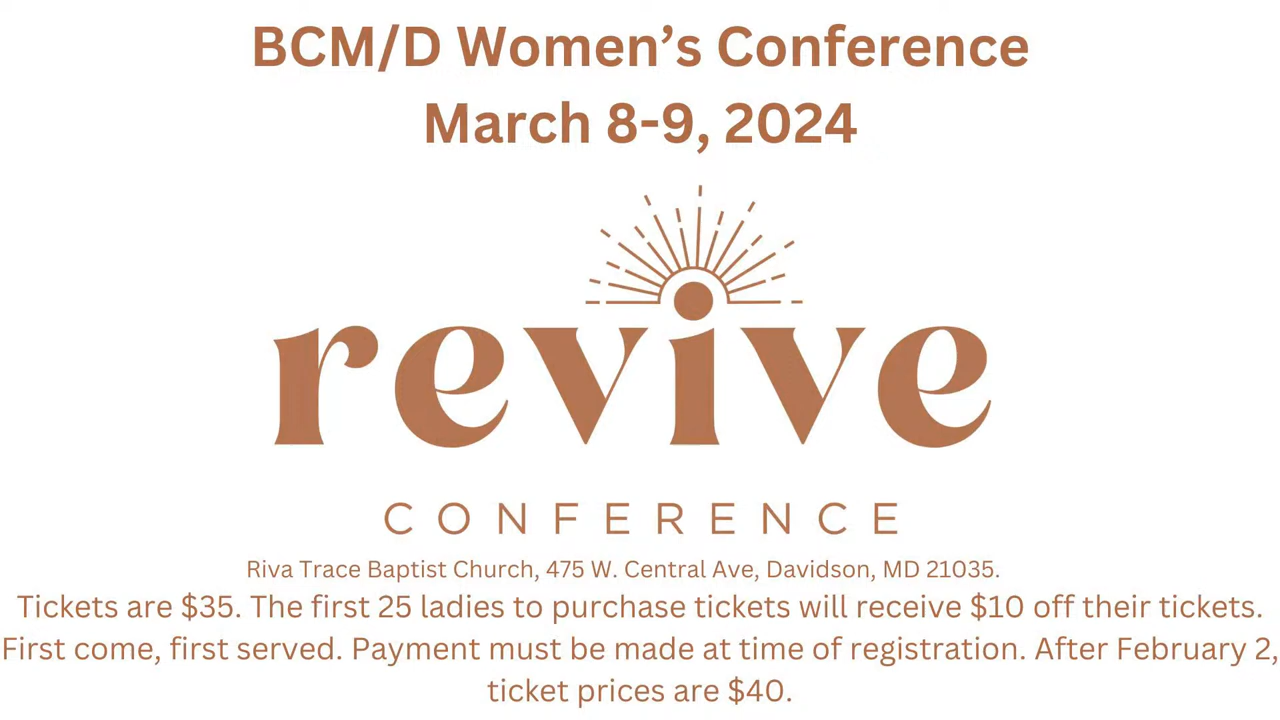 BCM/D Women’s Conference
March 8-9, 2024
revive
CONFERENCE
Riva Trace Baptist Church, 475 W. Central Ave, Davidson, MD 21035.
Tickets are $35. The first 25 ladies to purchase tickets will receive $10 off their tickets.
First come, first served. Payment must be made at time of registration. After February 2,
ticket prices are $40.